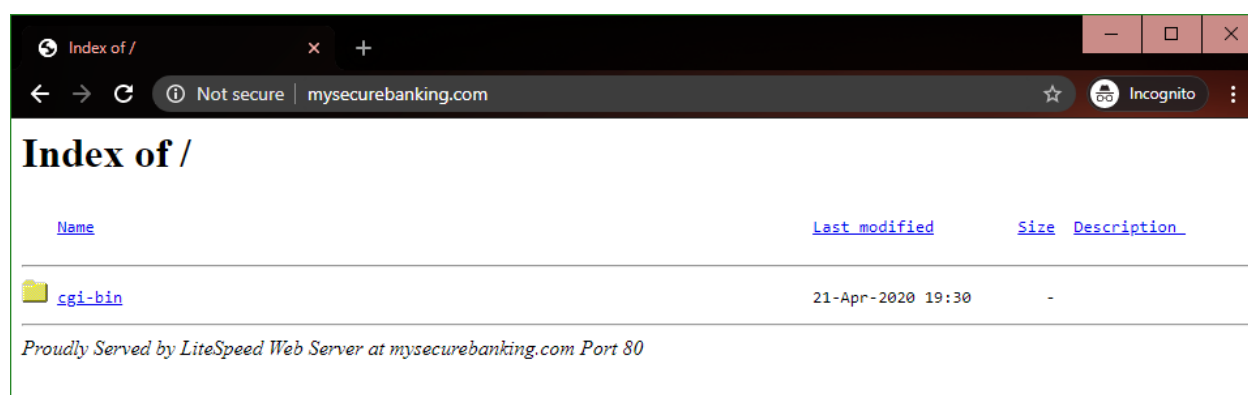 Index of /
Not secure mysecurebanking.com Incognito
Index of /
Name Last modified Size Description
cgi-bin 21-Apr-2020 19:30 -
Proudly Served by LiteSpeed Web Server at mysecurebanking.com Port 80